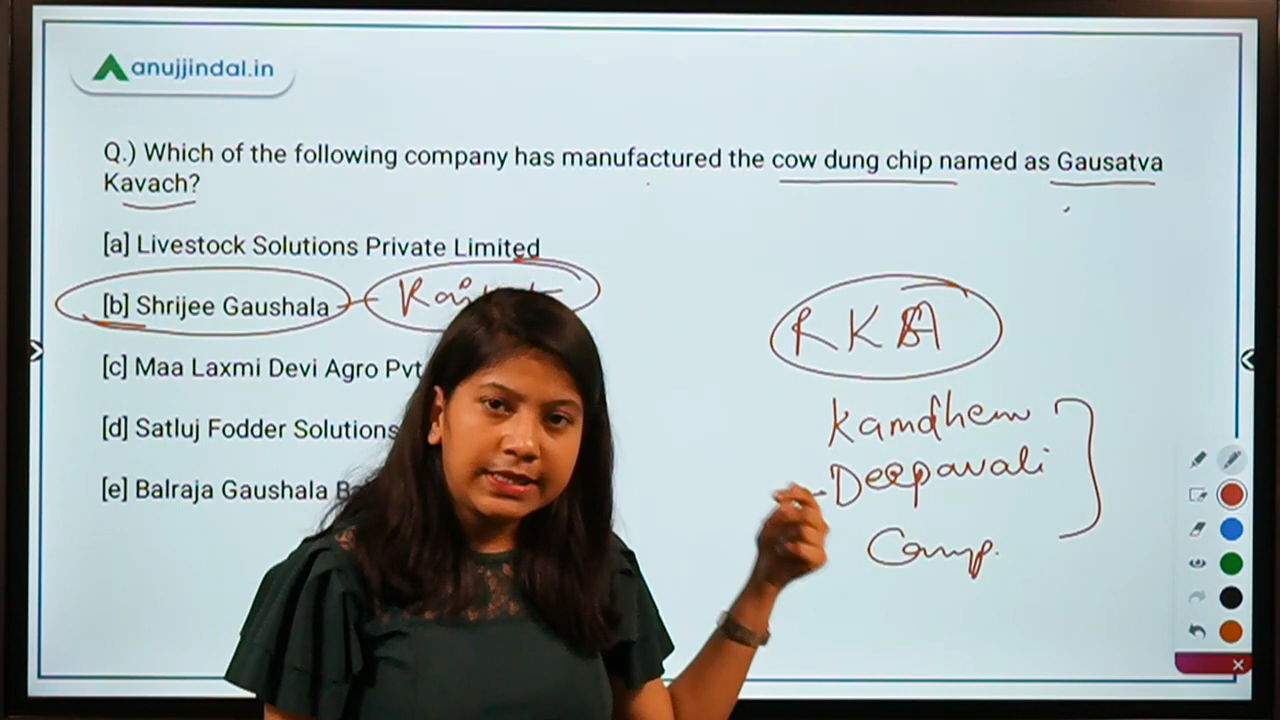 anujjindal.in
Q.) Which of the following company has manufactured the cow dung chip named as Gausatva
Kavach?
[a] Livestock Solutions Private Limited
[b] Shrijee Gaushala
[c] Maa Laxmi Devi Agro Pvt
[d] Satluj Fodder Solutions
[e] Balraja Gaushala
RKA
Kamdhem
Deepavali
Camp.